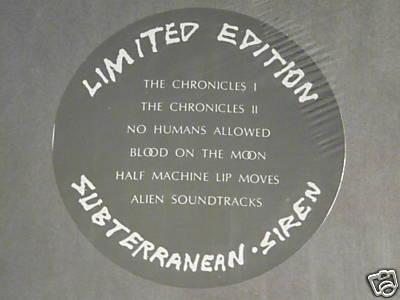 LIMITED EDITION
THE CHRONICLES I
THE CHRONICLES II
NO HUMANS ALLOWED
BLOOD ON THE MOON
HALF MACHINE LIP MOVES
ALIEN SOUNDTRACKS
SUBTERRANEAN · SIREN